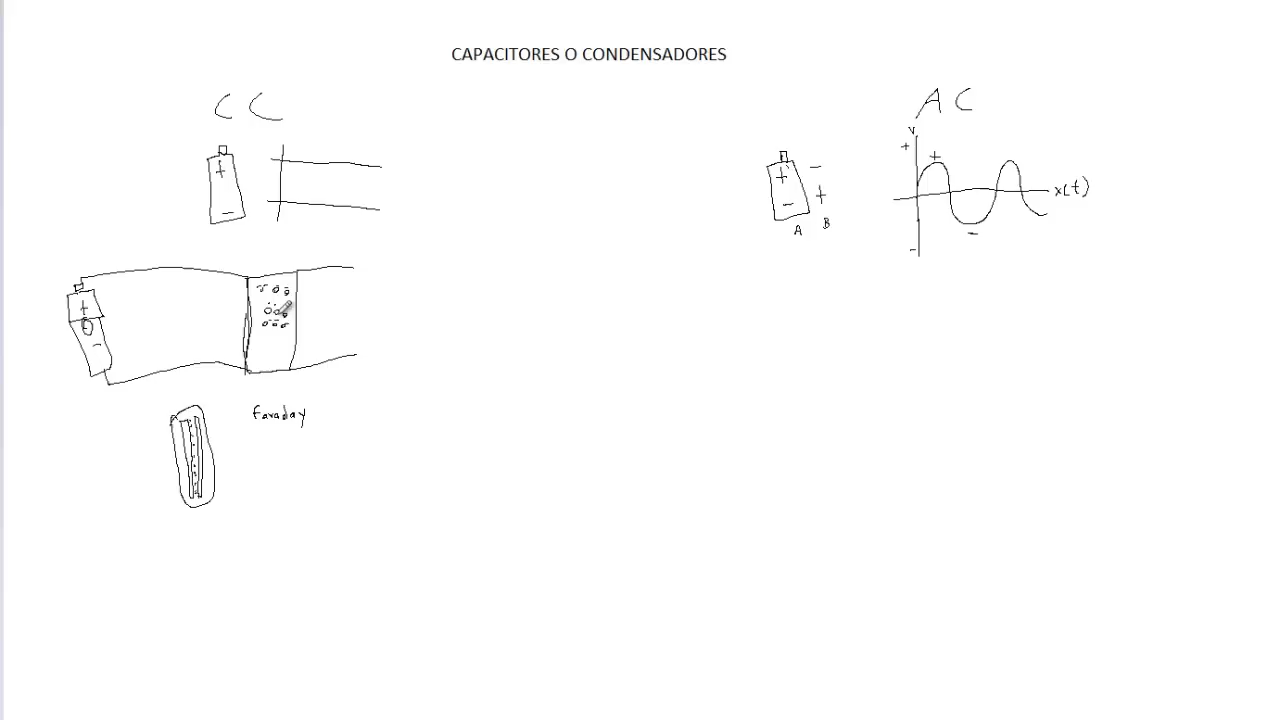 CAPACITORES O CONDENSADORES
CC
AC
V
+
+
+
-
+
-
-
+
A
B
x(t)
-
-
+
-
Faraday